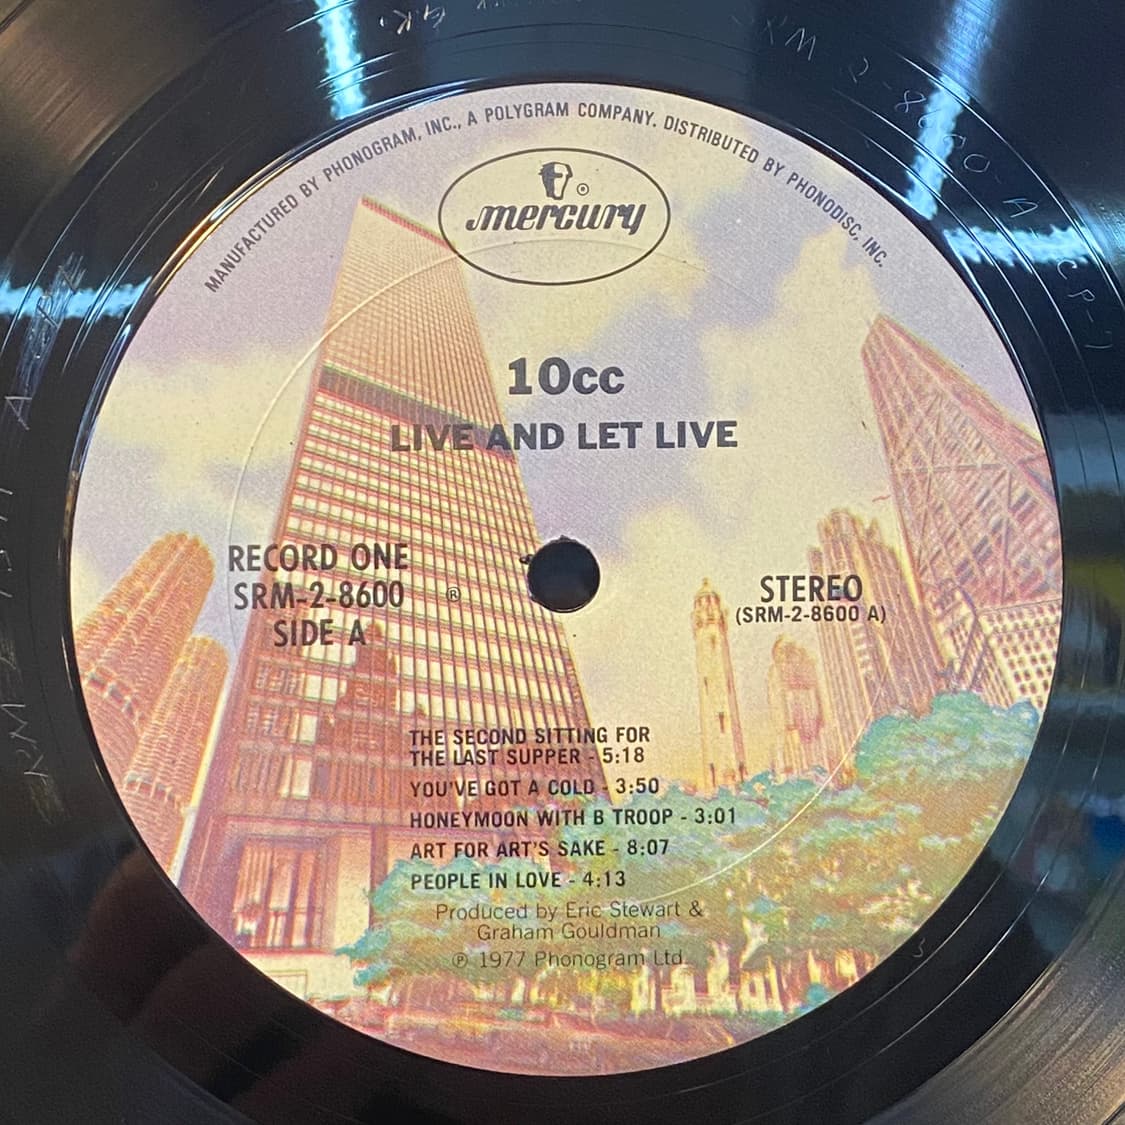 MANUFACTURED BY PHONOGRAM, INC., A POLYGRAM COMPANY. DISTRIBUTED BY PHONODISC, INC.
®
mercury
10cc
LIVE AND LET LIVE
RECORD ONE
SRM-2-8600 ®
SIDE A
STEREO
(SRM-2-8600 A)
THE SECOND SITTING FOR
THE LAST SUPPER - 5:18
YOU'VE GOT A COLD - 3:50
HONEYMOON WITH B TROOP - 3:01
ART FOR ART'S SAKE - 8:07
PEOPLE IN LOVE - 4:13
Produced by Eric Stewart &
Graham Gouldman
℗ 1977 Phonogram Ltd.
G.K.